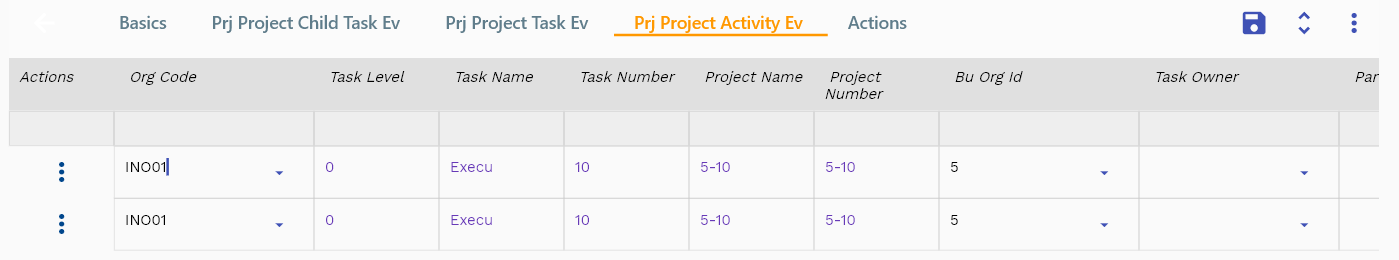 Basics Prj Project Child Task Ev Prj Project Task Ev Prj Project Activity Ev Actions
Actions Org Code Task Level Task Name Task Number Project Name Project Number Bu Org Id Task Owner Par
INO01 0 Execu 10 5-10 5-10 5
INO01 0 Execu 10 5-10 5-10 5